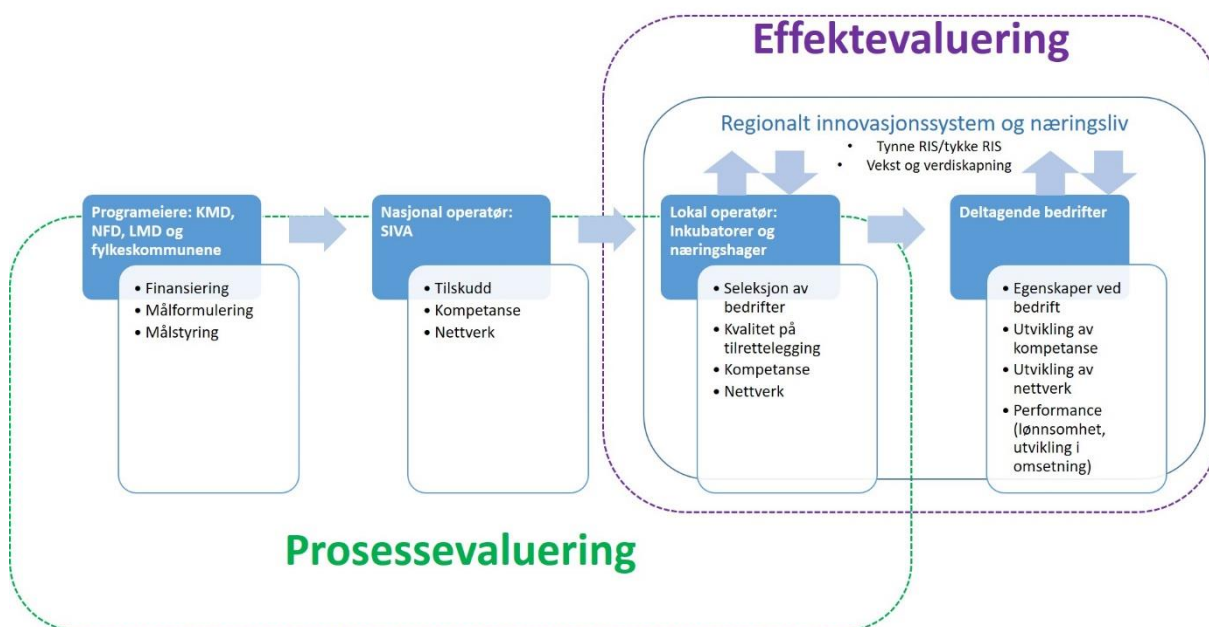 Effektevaluering
Regionalt innovasjonssystem og næringsliv
• Tynne RIS/tykke RIS
• Vekst og verdiskapning
Programeiere: KMD,
NFD, LMD og
fylkeskommunene
• Finansiering
• Målformulering
• Målstyring
Nasjonal operatør:
SIVA
• Tilskudd
• Kompetanse
• Nettverk
Lokal operatør:
Inkubatorer og
næringshager
• Seleksjon av
bedrifter
• Kvalitet på
tilrettelegging
• Kompetanse
• Nettverk
Deltagende bedrifter
• Egenskaper ved
bedrift
• Utvikling av
kompetanse
• Utvikling av
nettverk
• Performance
(lønnsomhet,
utvikling i
omsetning)
Prosessevaluering